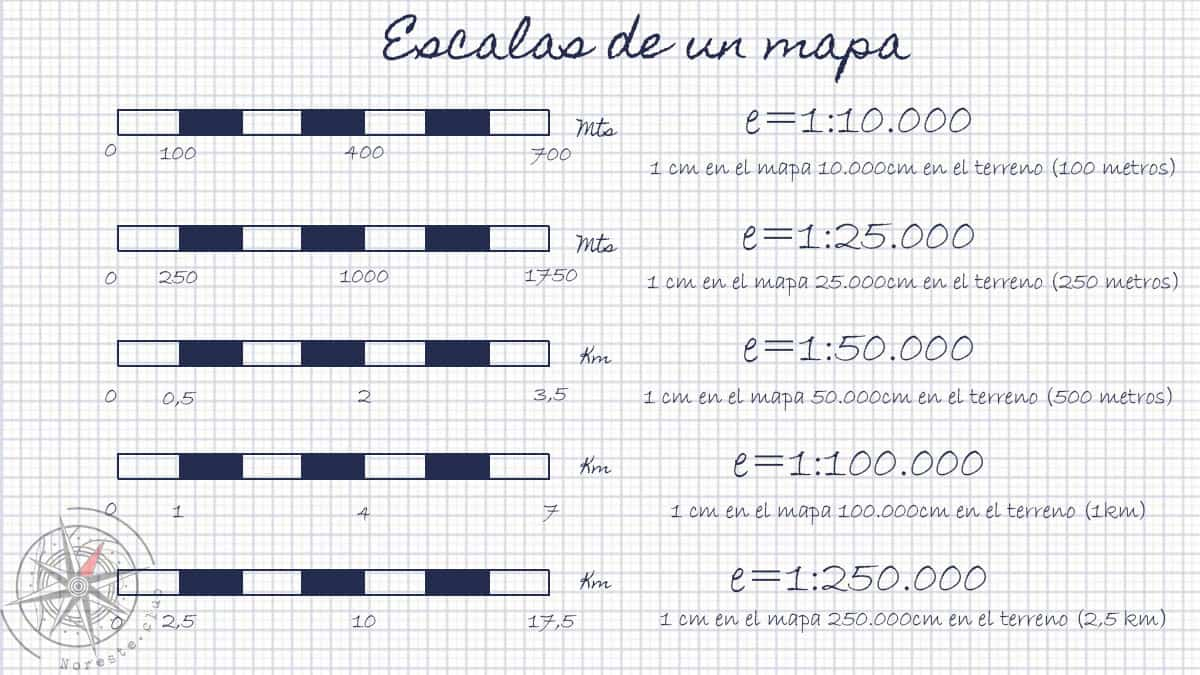 Escalas de un mapa
Mts
0 100 400 700
e=1:10.000
1 cm en el mapa 10.000cm en el terreno (100 metros)
Mts
0 250 1000 1750
e=1:25.000
1 cm en el mapa 25.000cm en el terreno (250 metros)
Km
0 0,5 2 3,5
e=1:50.000
1 cm en el mapa 50.000cm en el terreno (500 metros)
Km
0 1 4 7
e=1:100.000
1 cm en el mapa 100.000cm en el terreno (1km)
Km
0 2,5 10 17,5
e=1:250.000
1 cm en el mapa 250.000cm en el terreno (2,5 km)
Noreste.club